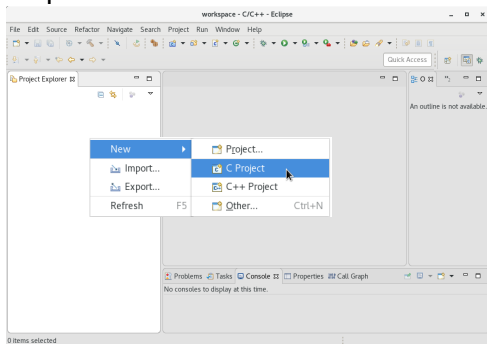 workspace - C/C++ - Eclipse
File Edit Source Refactor Navigate Search Project Run Window Help
Quick Access
Project Explorer
O
An outline is not available.
New
Import...
Export...
Refresh F5
Project...
C Project
C++ Project
Other... Ctrl+N
Problems Tasks Console Properties Call Graph
No consoles to display at this time.
0 items selected